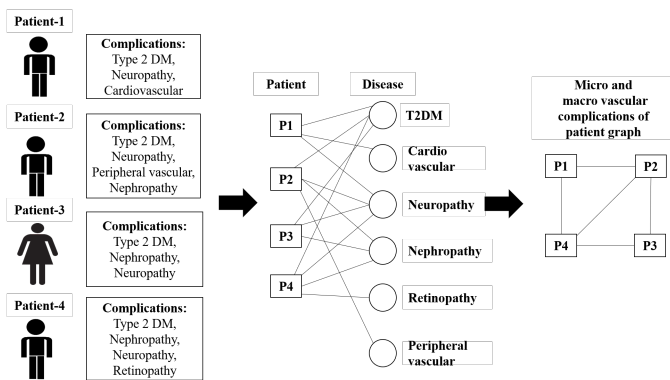 Patient-1
Complications:
Type 2 DM,
Neuropathy,
Cardiovascular
Patient-2
Complications:
Type 2 DM,
Neuropathy,
Peripheral vascular,
Nephropathy
Patient-3
Complications:
Type 2 DM,
Nephropathy,
Neuropathy
Patient-4
Complications:
Type 2 DM,
Nephropathy,
Neuropathy,
Retinopathy
Patient
P1
P2
P3
P4
Disease
T2DM
Cardio
vascular
Neuropathy
Nephropathy
Retinopathy
Peripheral
vascular
Micro and
macro vascular
complications of
patient graph
P1
P2
P4
P3